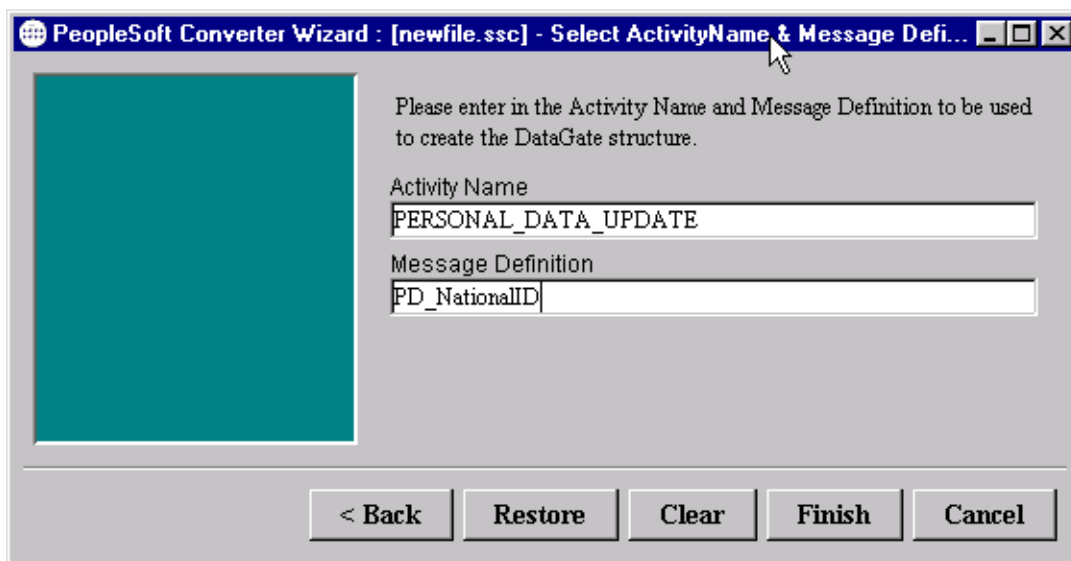 PeopleSoft Converter Wizard : [newfile.ssc] - Select ActivityName & Message Defi...
Please enter in the Activity Name and Message Definition to be used
to create the DataGate structure.
Activity Name
PERSONAL_DATA_UPDATE
Message Definition
PD_NationalID
< Back Restore Clear Finish Cancel